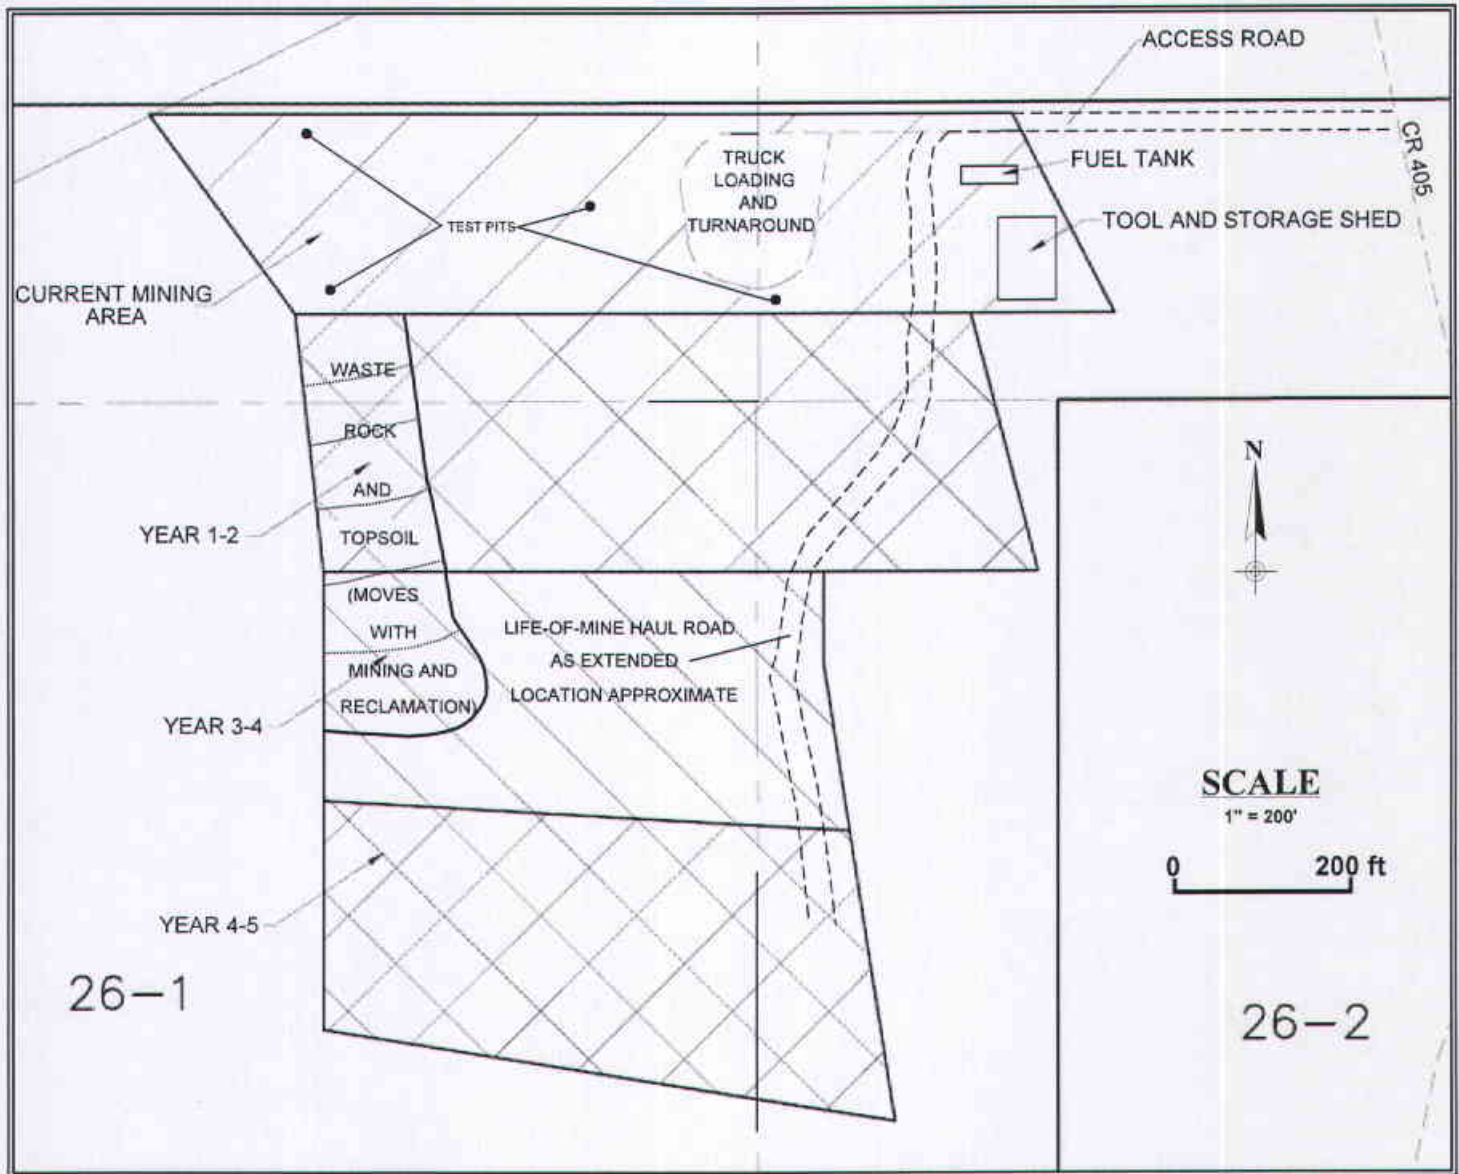 ACCESS ROAD
CR 405
TRUCK
LOADING
AND
TURNAROUND
FUEL TANK
TOOL AND STORAGE SHED
TEST PITS
CURRENT MINING
AREA
WASTE
ROCK
AND
TOPSOIL
(MOVES
WITH
MINING AND
RECLAMATION)
YEAR 1-2
LIFE-OF-MINE HAUL ROAD
AS EXTENDED
LOCATION APPROXIMATE
YEAR 3-4
YEAR 4-5
N
SCALE
1" = 200'
0 200 ft
26-1
26-2